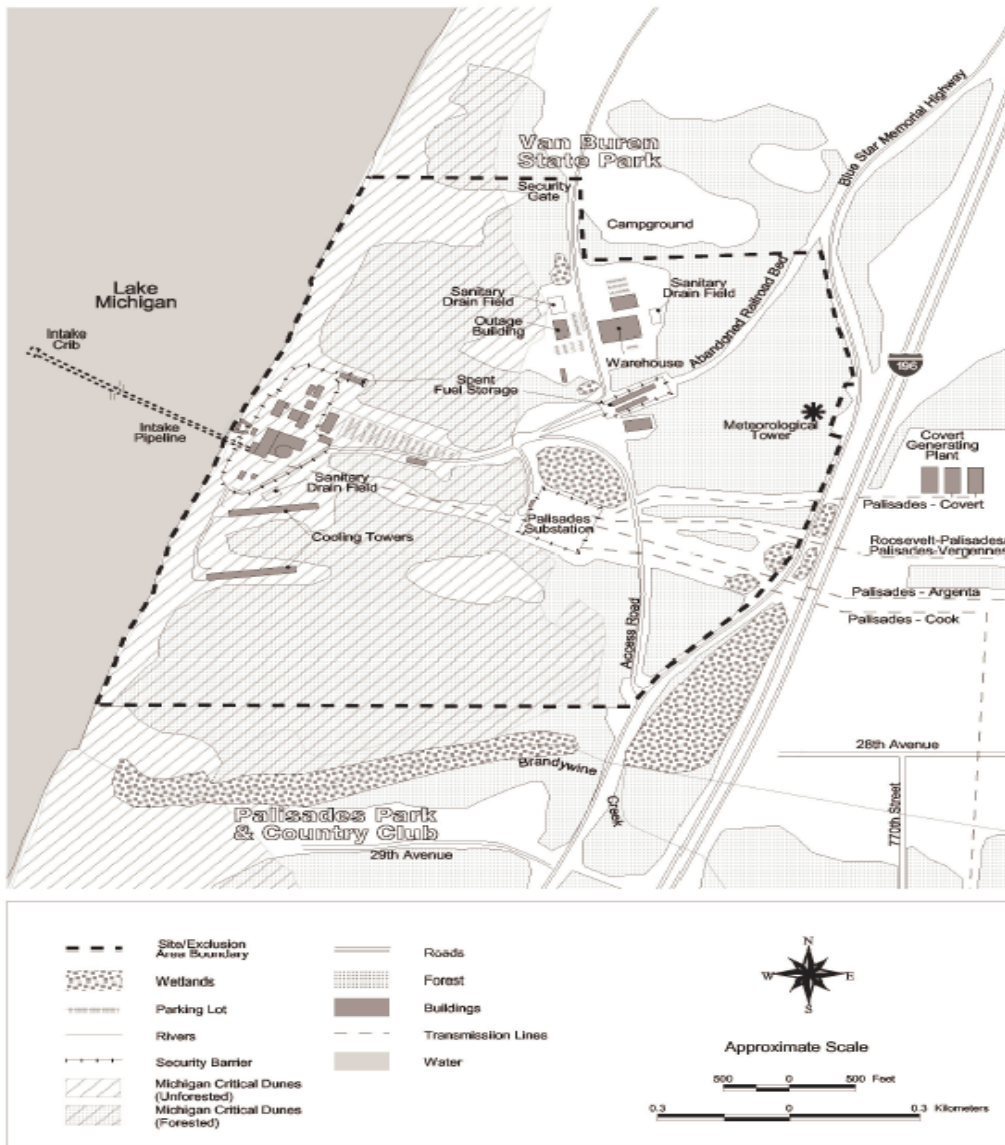 Van Buren
State Park
Security
Gate
Campground
Blue Star Memorial Highway
Lake
Michigan
Intake
Crib
Intake
Pipeline
Sanitary
Drain Field
Outage
Building
Sanitary
Drain Field
Warehouse
Abandoned Railroad Bed
Spent
Fuel Storage
196
Meteorological
Tower
Covert
Generating
Plant
Sanitary
Drain Field
Cooling Towers
Palisades
Substation
Palisades - Covert
Roosevelt-Palisades/
Palisades-Vergennes
Palisades - Argenta
Palisades - Cook
Access Road
28th Avenue
770th Street
Brandywine
Creek
Palisades Park
& Country Club
29th Avenue
Site/Exclusion
Area Boundary
Wetlands
Parking Lot
Rivers
Security Barrier
Michigan Critical Dunes
(Unforested)
Michigan Critical Dunes
(Forested)
Roads
Forest
Buildings
Transmissiion Lines
Water
N
W
E
S
Approximate Scale
500
0
500
Feet
0.3
0
0.3
Kilometers